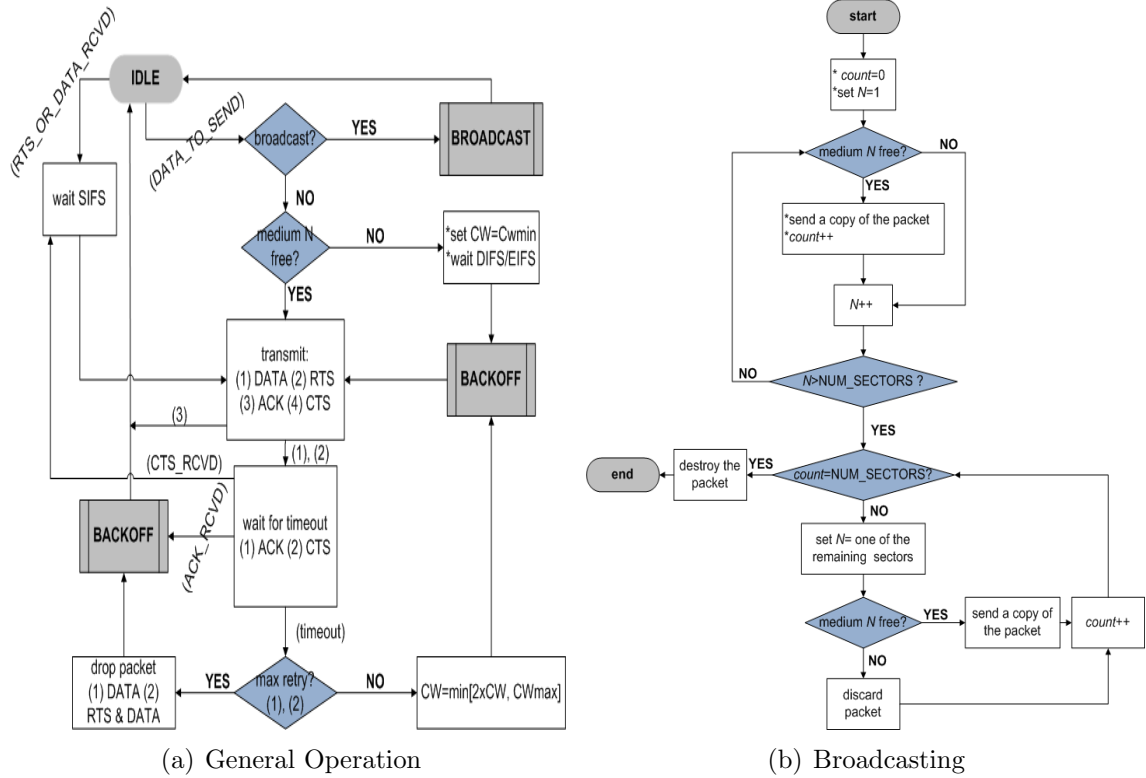 IDLE
(RTS_OR_DATA_RCVD)
(DATA_TO_SEND)
broadcast?
YES
BROADCAST
wait SIFS
NO
medium N
free?
NO
*set CW=Cwmin
*wait DIFS/EIFS
YES
transmit:
(1) DATA (2) RTS
(3) ACK (4) CTS
BACKOFF
(3)
(1), (2)
(CTS_RCVD)
BACKOFF
(ACK_RCVD)
wait for timeout
(1) ACK (2) CTS
(timeout)
drop packet
(1) DATA (2)
RTS & DATA
YES
max retry?
(1), (2)
NO
CW=min[2xCW, CWmax]
(a) General Operation
start
* count=0
*set N=1
medium N free?
NO
YES
*send a copy of the packet
*count++
N++
NO
N>NUM_SECTORS ?
YES
end
destroy the
packet
YES
count=NUM_SECTORS?
NO
set N= one of the
remaining sectors
medium N free?
YES
send a copy of
the packet
count++
NO
discard
packet
(b) Broadcasting